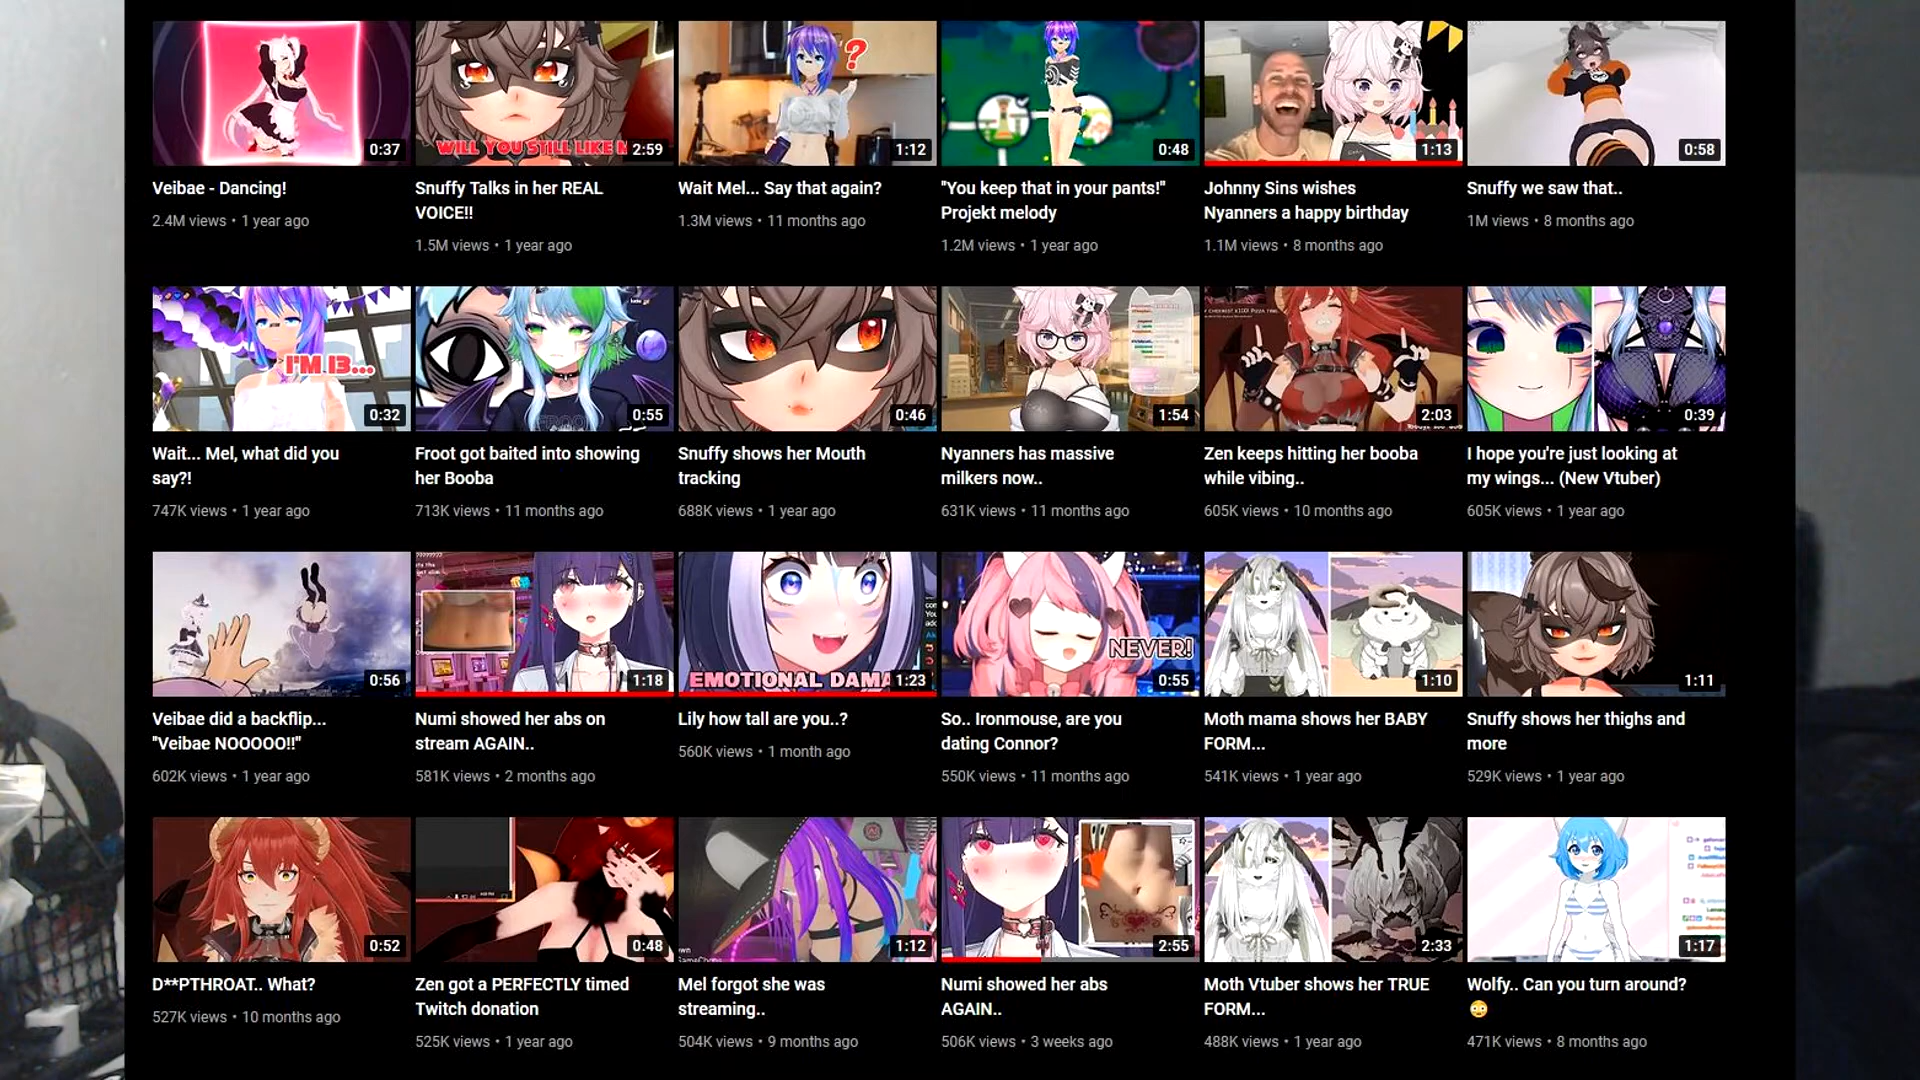 0:37
WILL YOU STILL LIKE M
2:59
?
1:12
0:48
1:13
0:58
Veibae - Dancing!
2.4M views • 1 year ago
Snuffy Talks in her REAL
VOICE!!
1.5M views • 1 year ago
Wait Mel... Say that again?
1.3M views • 11 months ago
"You keep that in your pants!"
Projekt melody
1.2M views • 1 year ago
Johnny Sins wishes
Nyanners a happy birthday
1.1M views • 8 months ago
Snuffy we saw that..
1M views • 8 months ago
I'M 13...
0:32
0:55
0:46
1:54
2:03
0:39
Wait... Mel, what did you
say?!
747K views • 1 year ago
Froot got baited into showing
her Booba
713K views • 11 months ago
Snuffy shows her Mouth
tracking
688K views • 1 year ago
Nyanners has massive
milkers now..
631K views • 11 months ago
Zen keeps hitting her booba
while vibing..
605K views • 10 months ago
I hope you're just looking at
my wings... (New Vtuber)
605K views • 1 year ago
0:56
1:18
EMOTIONAL DAMA
1:23
NEVER!
0:55
1:10
1:11
Veibae did a backflip...
"Veibae NOOOOO!!"
602K views • 1 year ago
Numi showed her abs on
stream AGAIN..
581K views • 2 months ago
Lily how tall are you..?
560K views • 1 month ago
So.. Ironmouse, are you
dating Connor?
550K views • 11 months ago
Moth mama shows her BABY
FORM...
541K views • 1 year ago
Snuffy shows her thighs and
more
529K views • 1 year ago
0:52
0:48
1:12
2:55
2:33
1:17
D**PTHROAT.. What?
527K views • 10 months ago
Zen got a PERFECTLY timed
Twitch donation
525K views • 1 year ago
Mel forgot she was
streaming..
504K views • 9 months ago
Numi showed her abs
AGAIN..
506K views • 3 weeks ago
Moth Vtuber shows her TRUE
FORM...
488K views • 1 year ago
Wolfy.. Can you turn around?
😳
471K views • 8 months ago